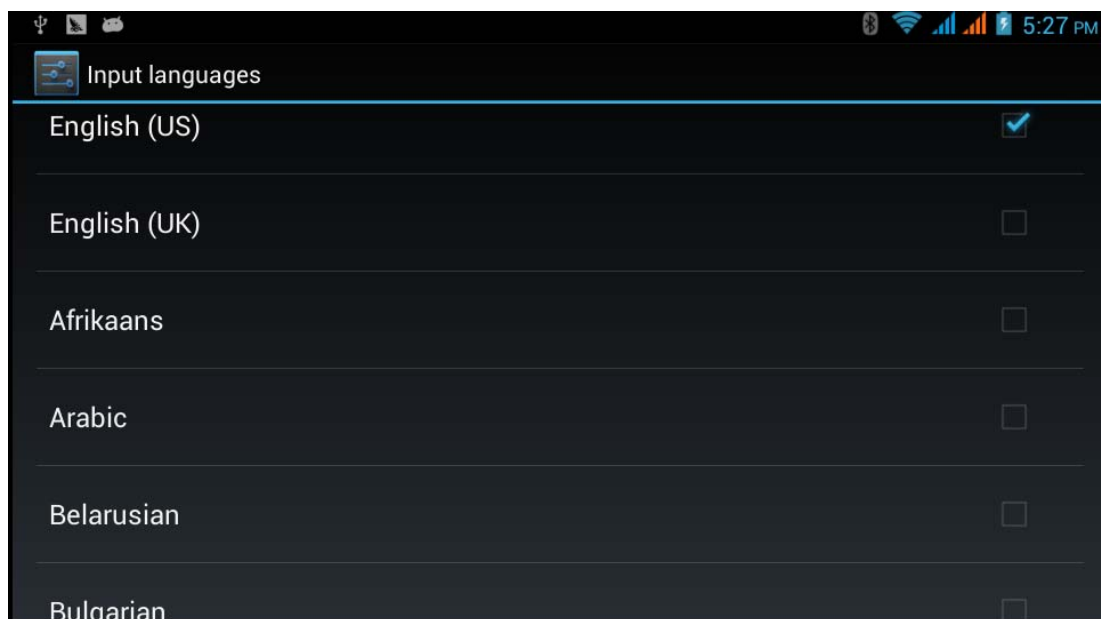 5:27 PM
Input languages
English (US)
English (UK)
Afrikaans
Arabic
Belarusian
Bulgarian